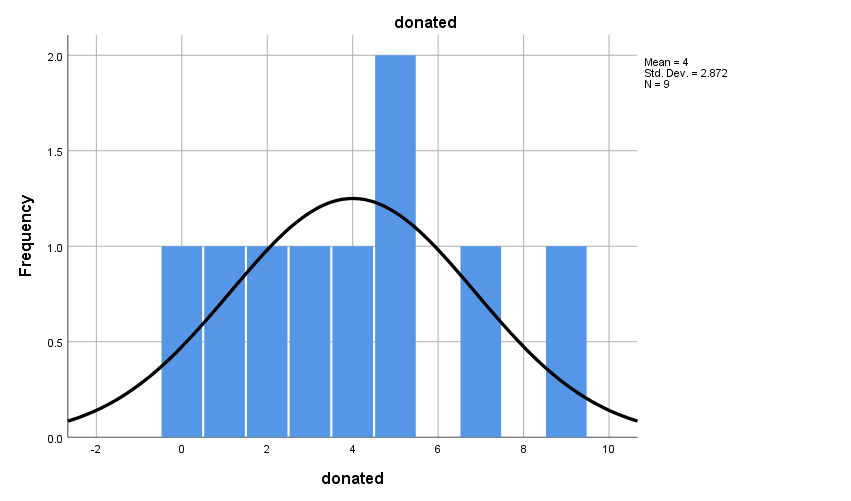 donated
Mean = 4
Std. Dev. = 2.872
N = 9
2.0
1.5
1.0
0.5
0.0
Frequency
-2 0 2 4 6 8 10
donated